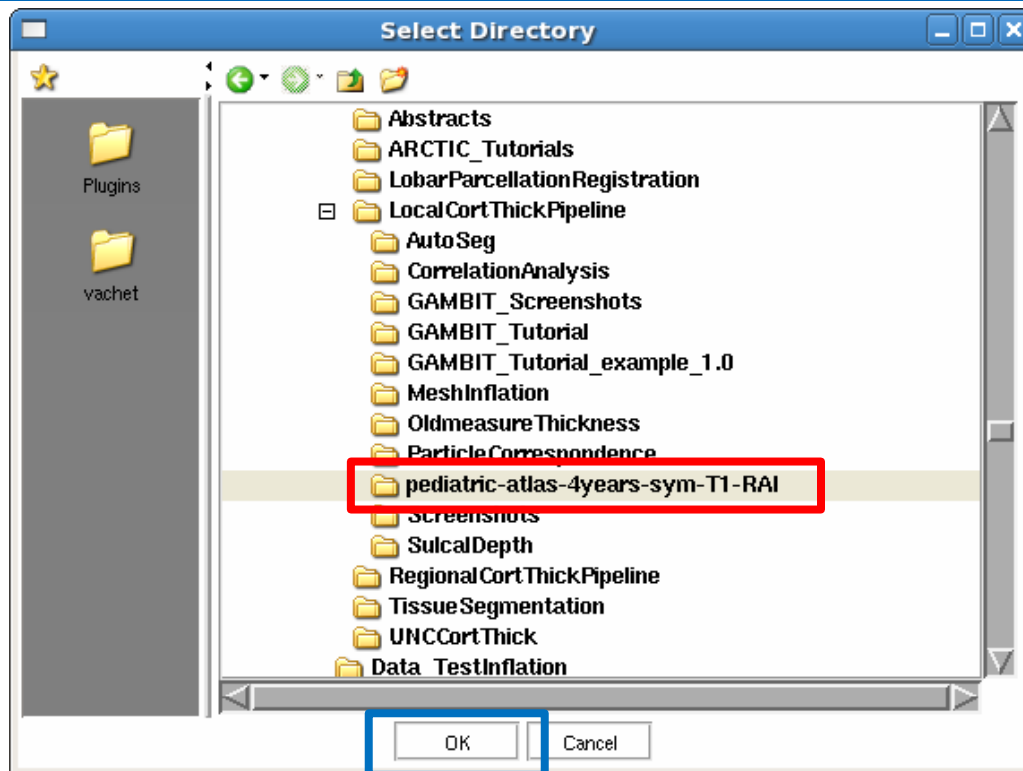 Select Directory
Plugins
vachet
Abstracts
ARCTIC_Tutorials
LobarParcellationRegistration
LocalCortThickPipeline
AutoSeg
CorrelationAnalysis
GAMBIT_Screenshots
GAMBIT_Tutorial
GAMBIT_Tutorial_example_1.0
MeshInflation
OldmeasureThickness
ParticleCorrespondence
pediatric-atlas-4years-sym-T1-RAI
Screenshots
SulcalDepth
RegionalCortThickPipeline
TissueSegmentation
UNCCortThick
Data_TestInflation
OK Cancel